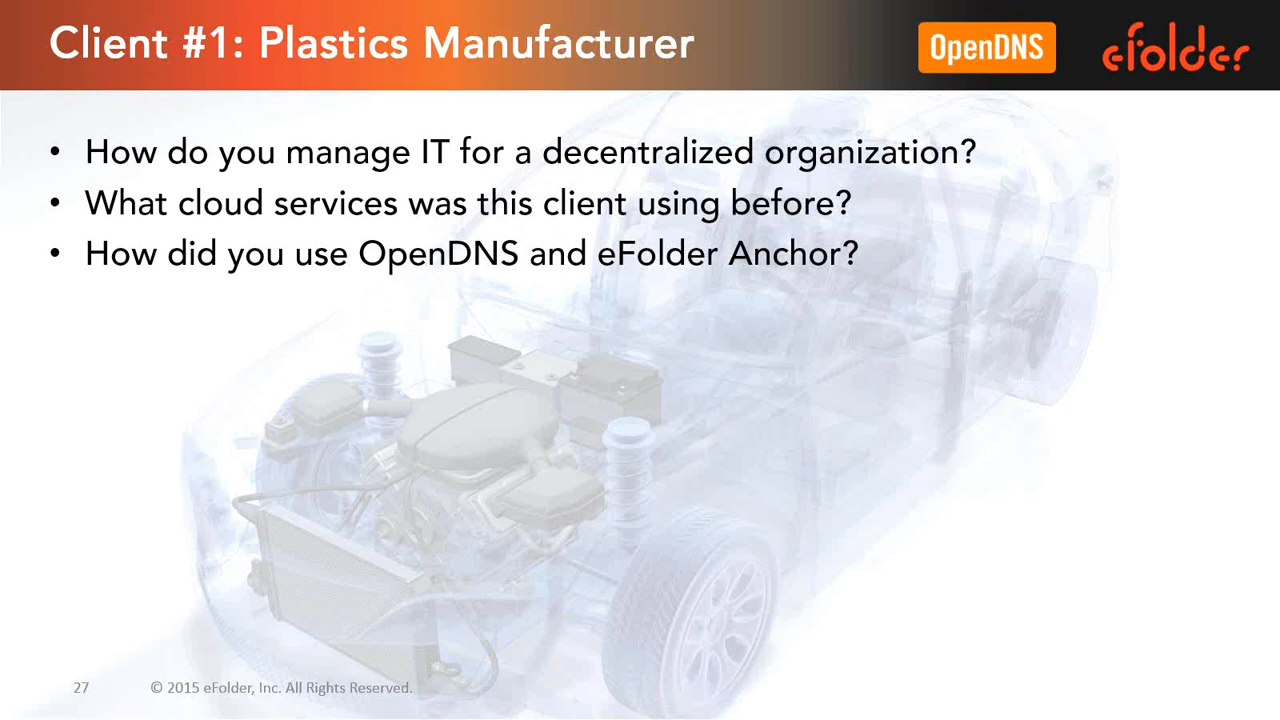 Client #1: Plastics Manufacturer
OpenDNS
eFolder
• How do you manage IT for a decentralized organization?
• What cloud services was this client using before?
• How did you use OpenDNS and eFolder Anchor?
27
© 2015 eFolder, Inc. All Rights Reserved.